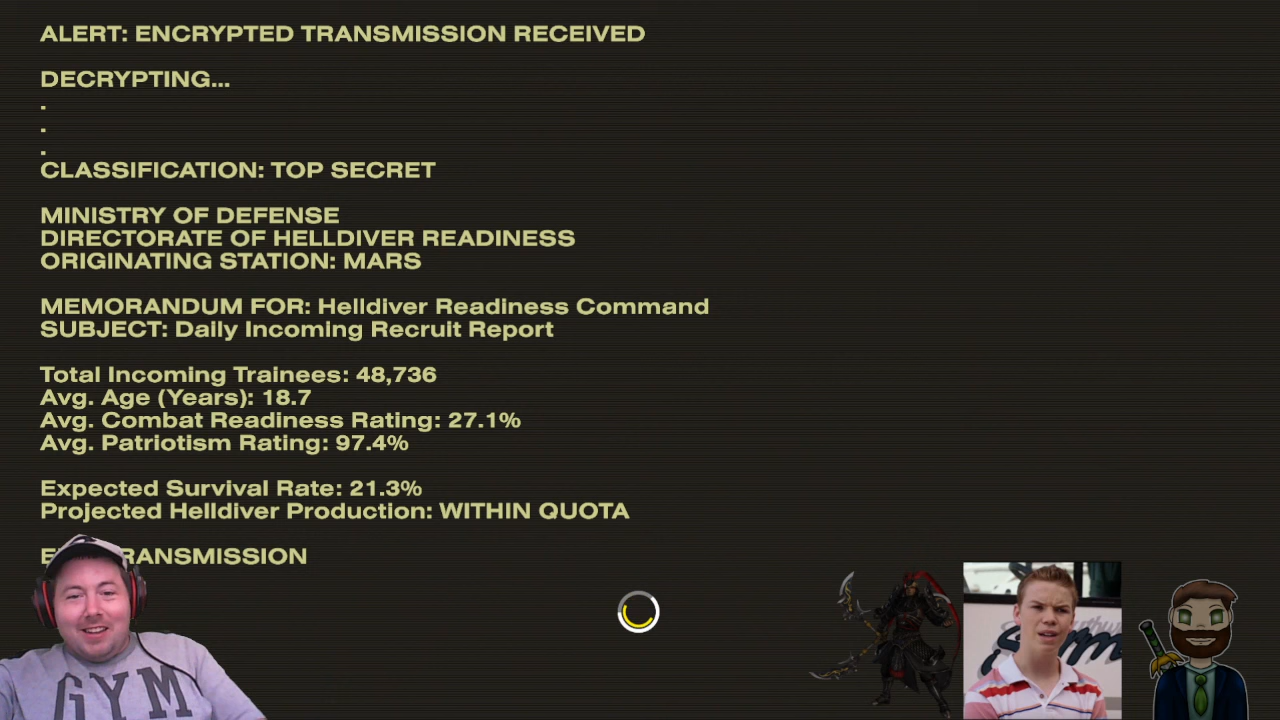 ALERT: ENCRYPTED TRANSMISSION RECEIVED
DECRYPTING...
.
.
.
CLASSIFICATION: TOP SECRET
MINISTRY OF DEFENSE
DIRECTORATE OF HELLDIVER READINESS
ORIGINATING STATION: MARS
MEMORANDUM FOR: Helldiver Readiness Command
SUBJECT: Daily Incoming Recruit Report
Total Incoming Trainees: 48,736
Avg. Age (Years): 18.7
Avg. Combat Readiness Rating: 27.1%
Avg. Patriotism Rating: 97.4%
Expected Survival Rate: 21.3%
Projected Helldiver Production: WITHIN QUOTA
GYM